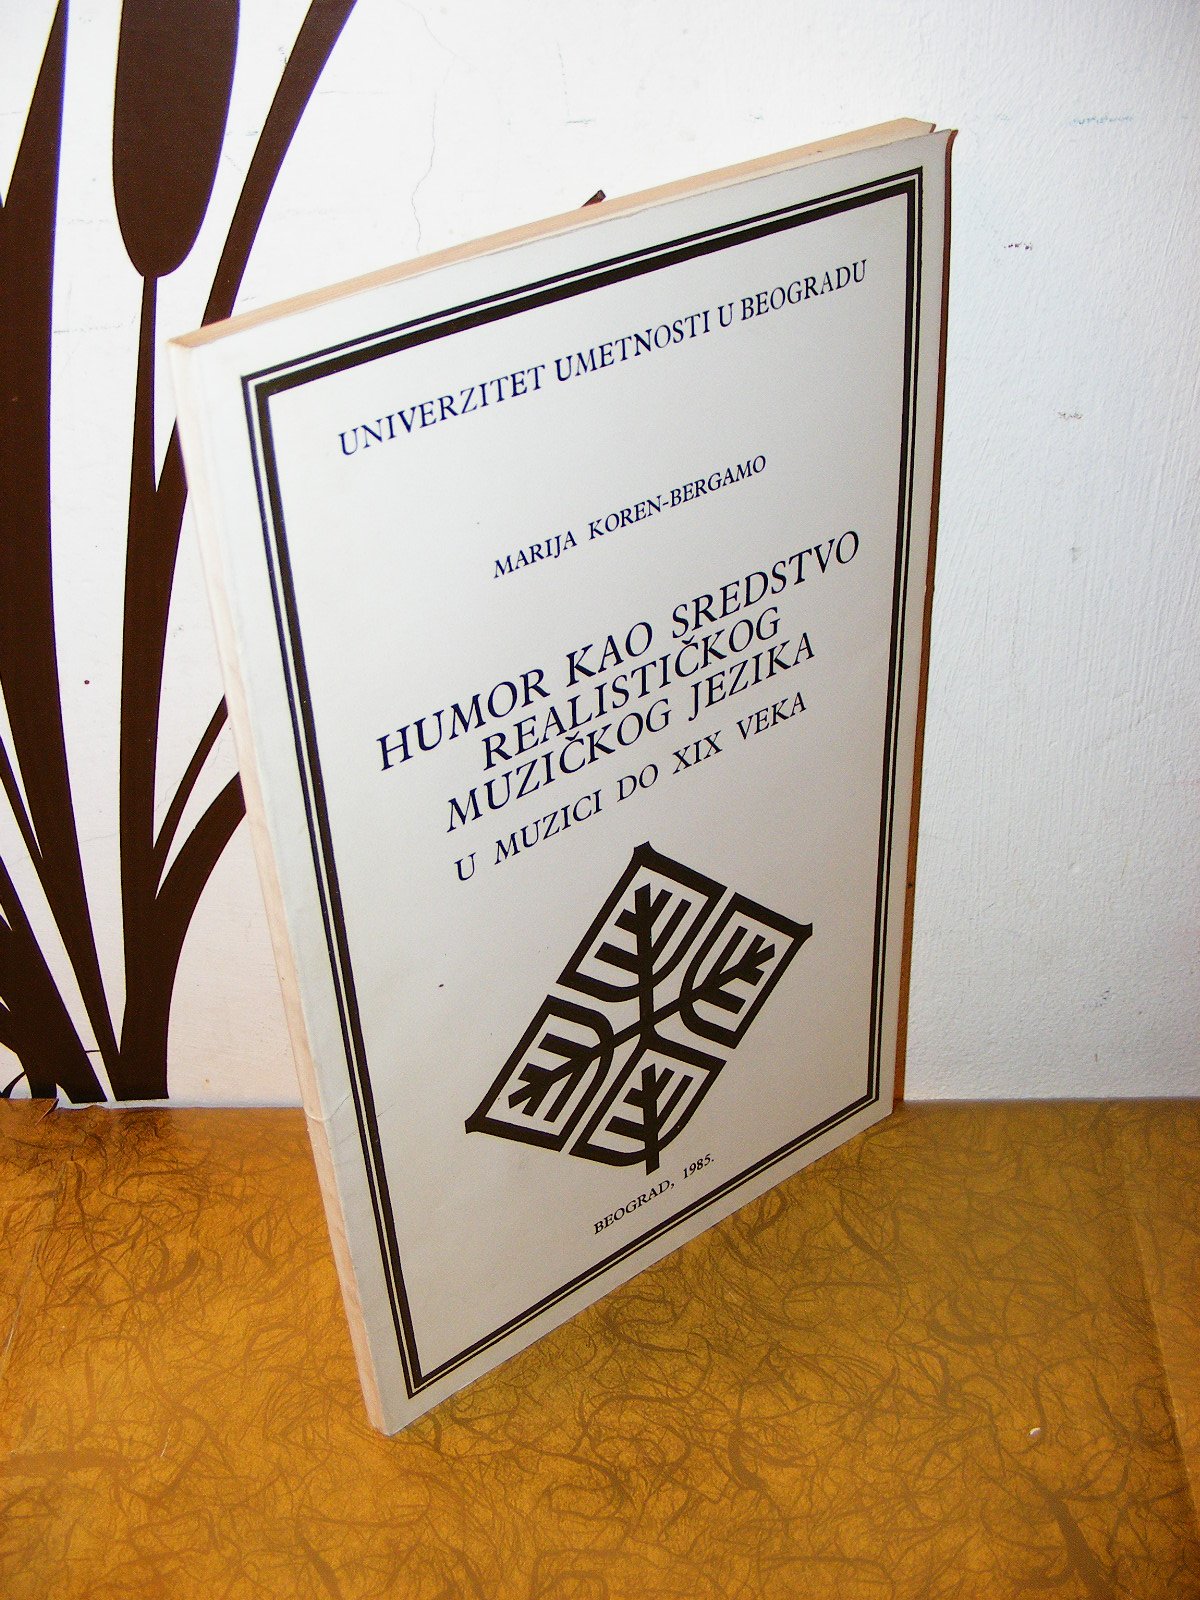 UNIVERZITET UMETNOSTI U BEOGRADU
MARIJA KOREN-BERGAMO
HUMOR KAO SREDSTVO
REALISTIČKOG
MUZIČKOG JEZIKA
U MUZICI DO XIX VEKA
BEOGRAD, 1985.